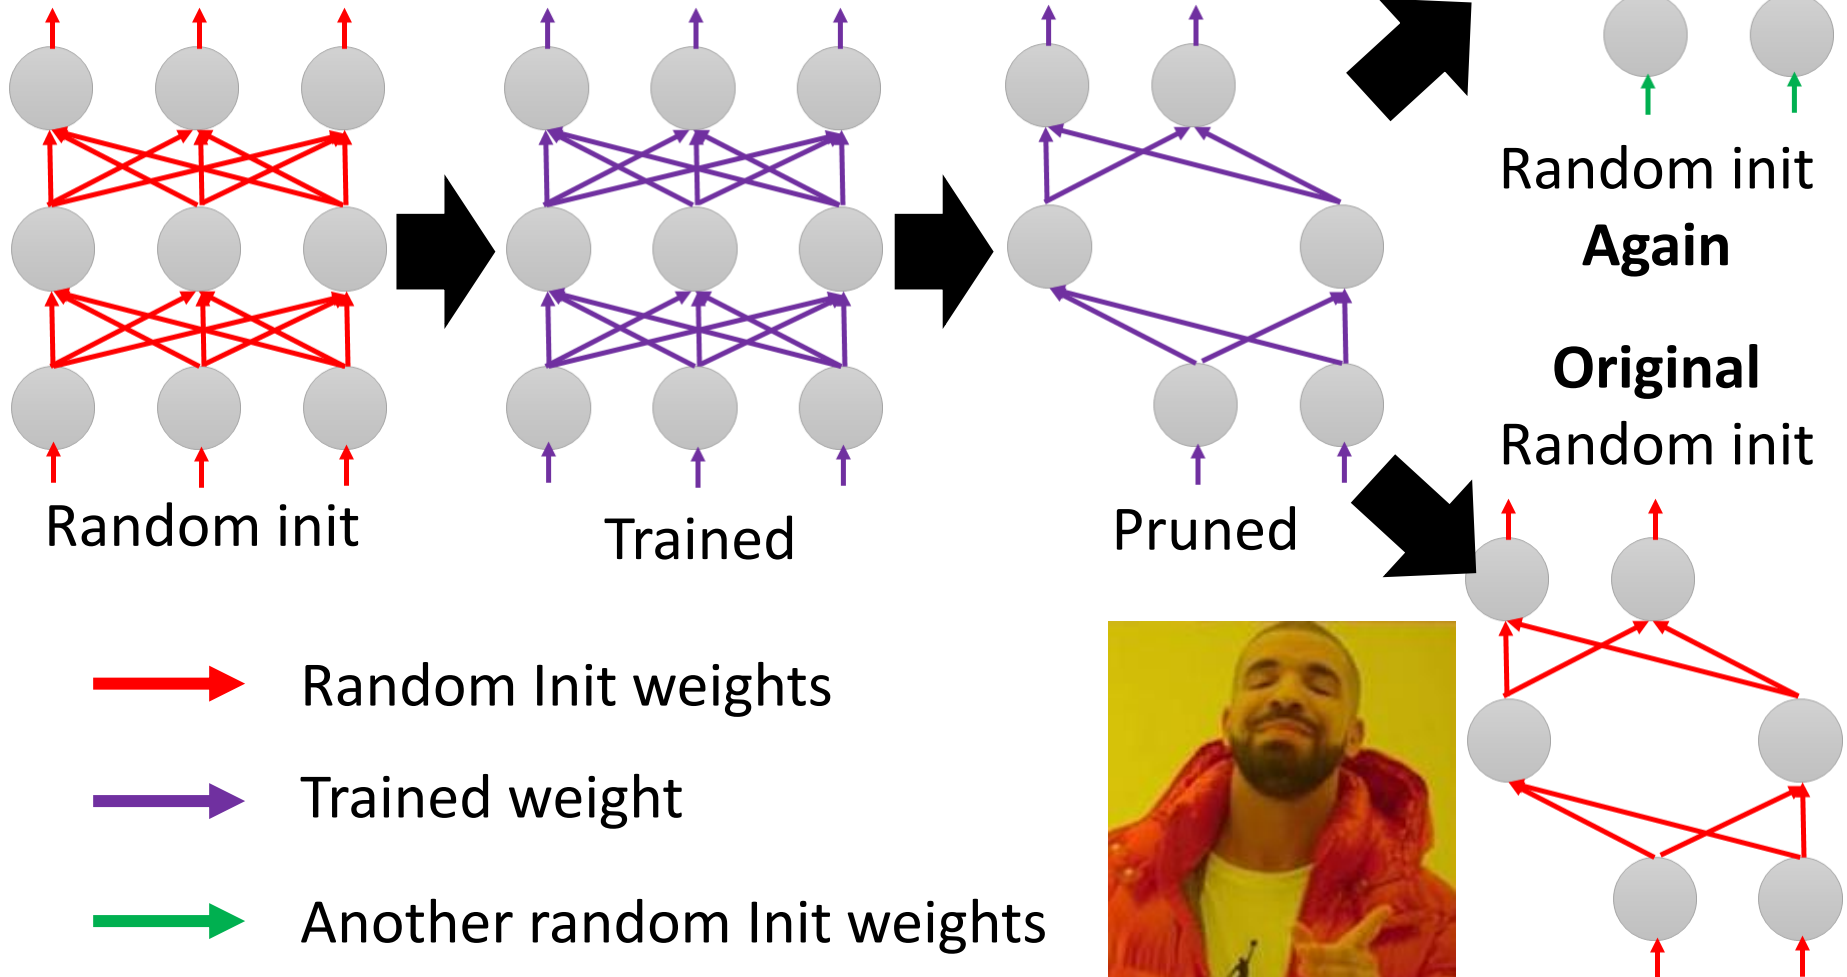 Random init
Again
Original
Random init
Random init
Trained
Pruned
Random Init weights
Trained weight
Another random Init weights